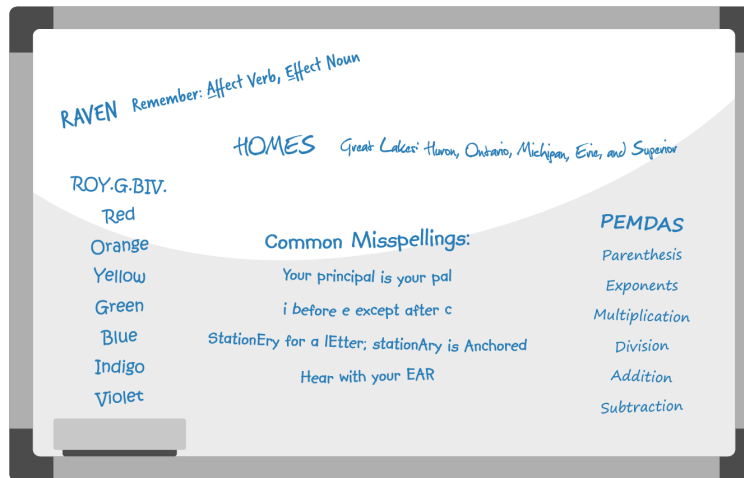 RAVEN Remember: Affect Verb, Effect Noun
HOMES Great Lakes: Huron, Ontario, Michigan, Erie, and Superior
ROY.G.BIV.
Red
Orange
Yellow
Green
Blue
Indigo
Violet
Common Misspellings:
Your principal is your pal
i before e except after c
StationEry for a lEtter; stationAry is Anchored
Hear with your EAR
PEMDAS
Parenthesis
Exponents
Multiplication
Division
Addition
Subtraction